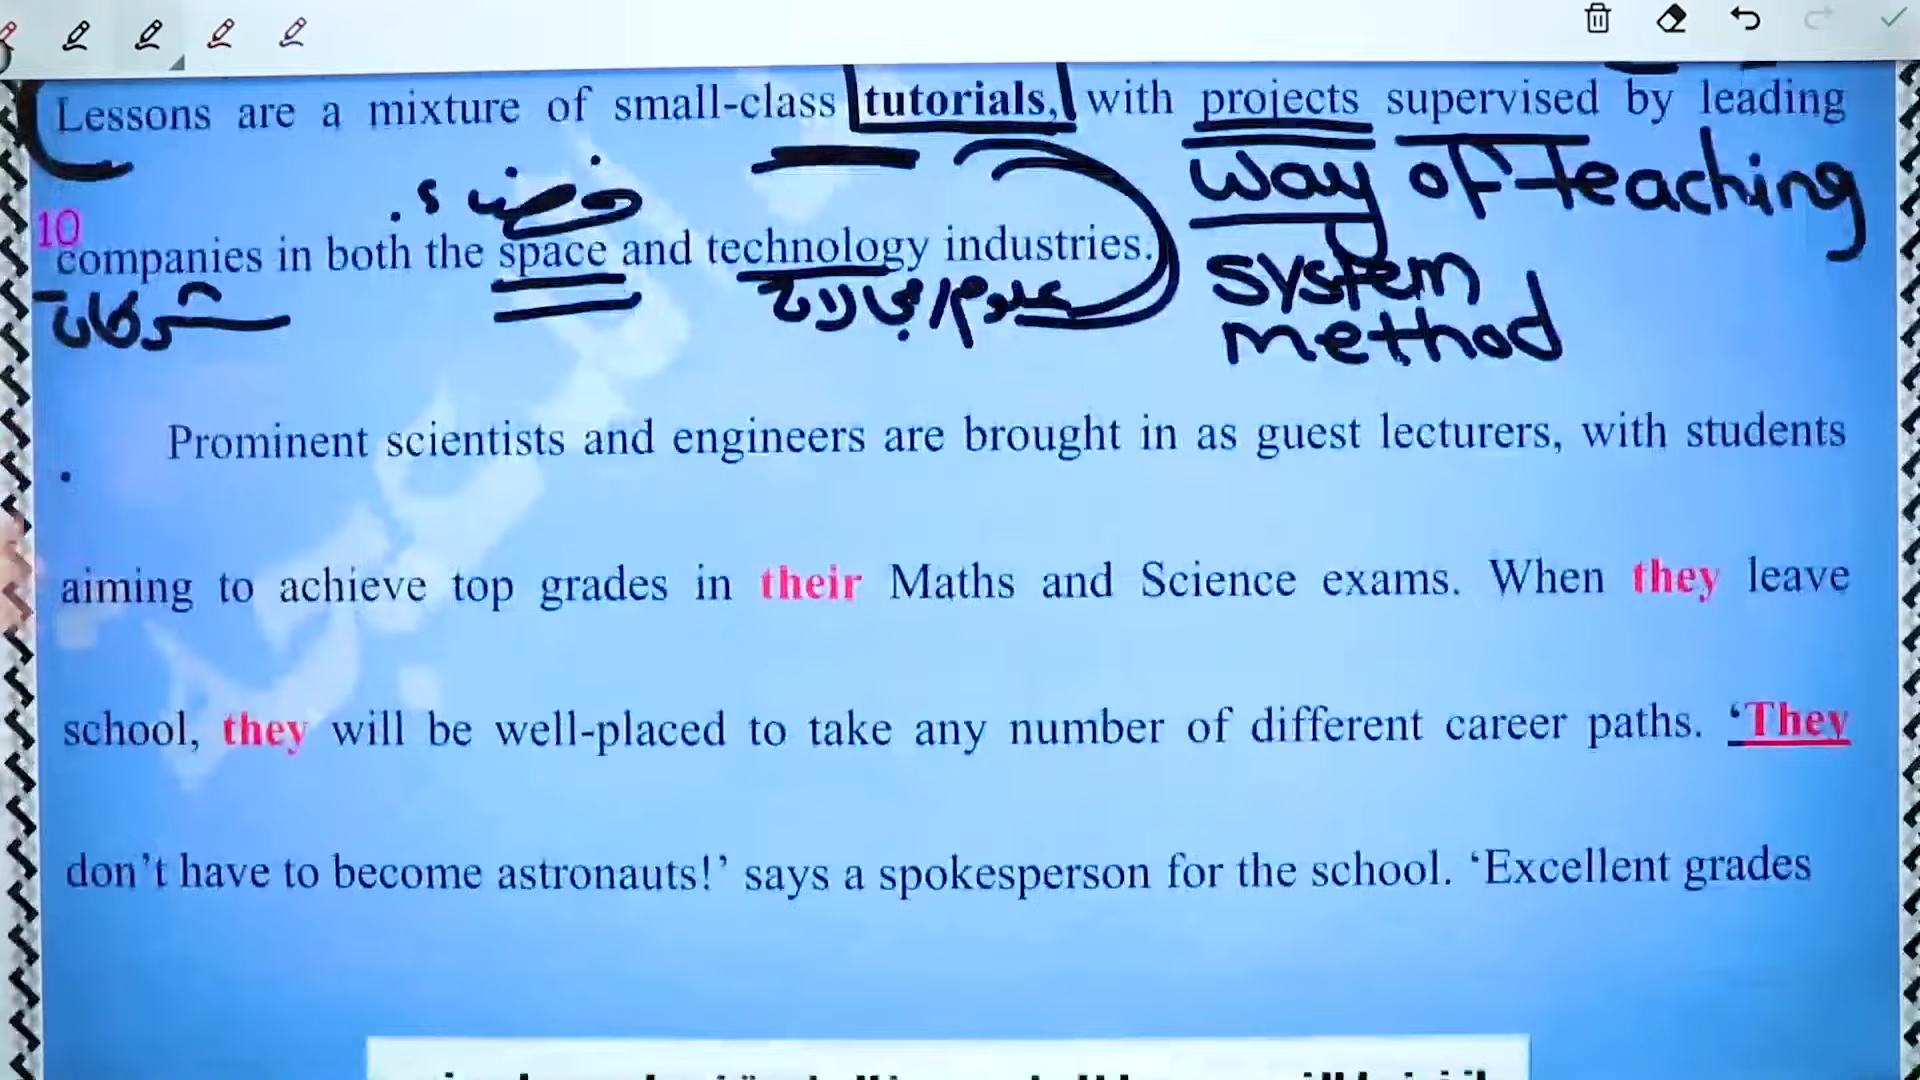 Lessons are a mixture of small-class tutorials, with projects supervised by leading
way of teaching
فضاء
10
companies in both the space and technology industries.
system
شركات
method
Prominent scientists and engineers are brought in as guest lecturers, with students
aiming to achieve top grades in their Maths and Science exams. When they leave
school, they will be well-placed to take any number of different career paths. ‘They
don’t have to become astronauts!’ says a spokesperson for the school. ‘Excellent grades